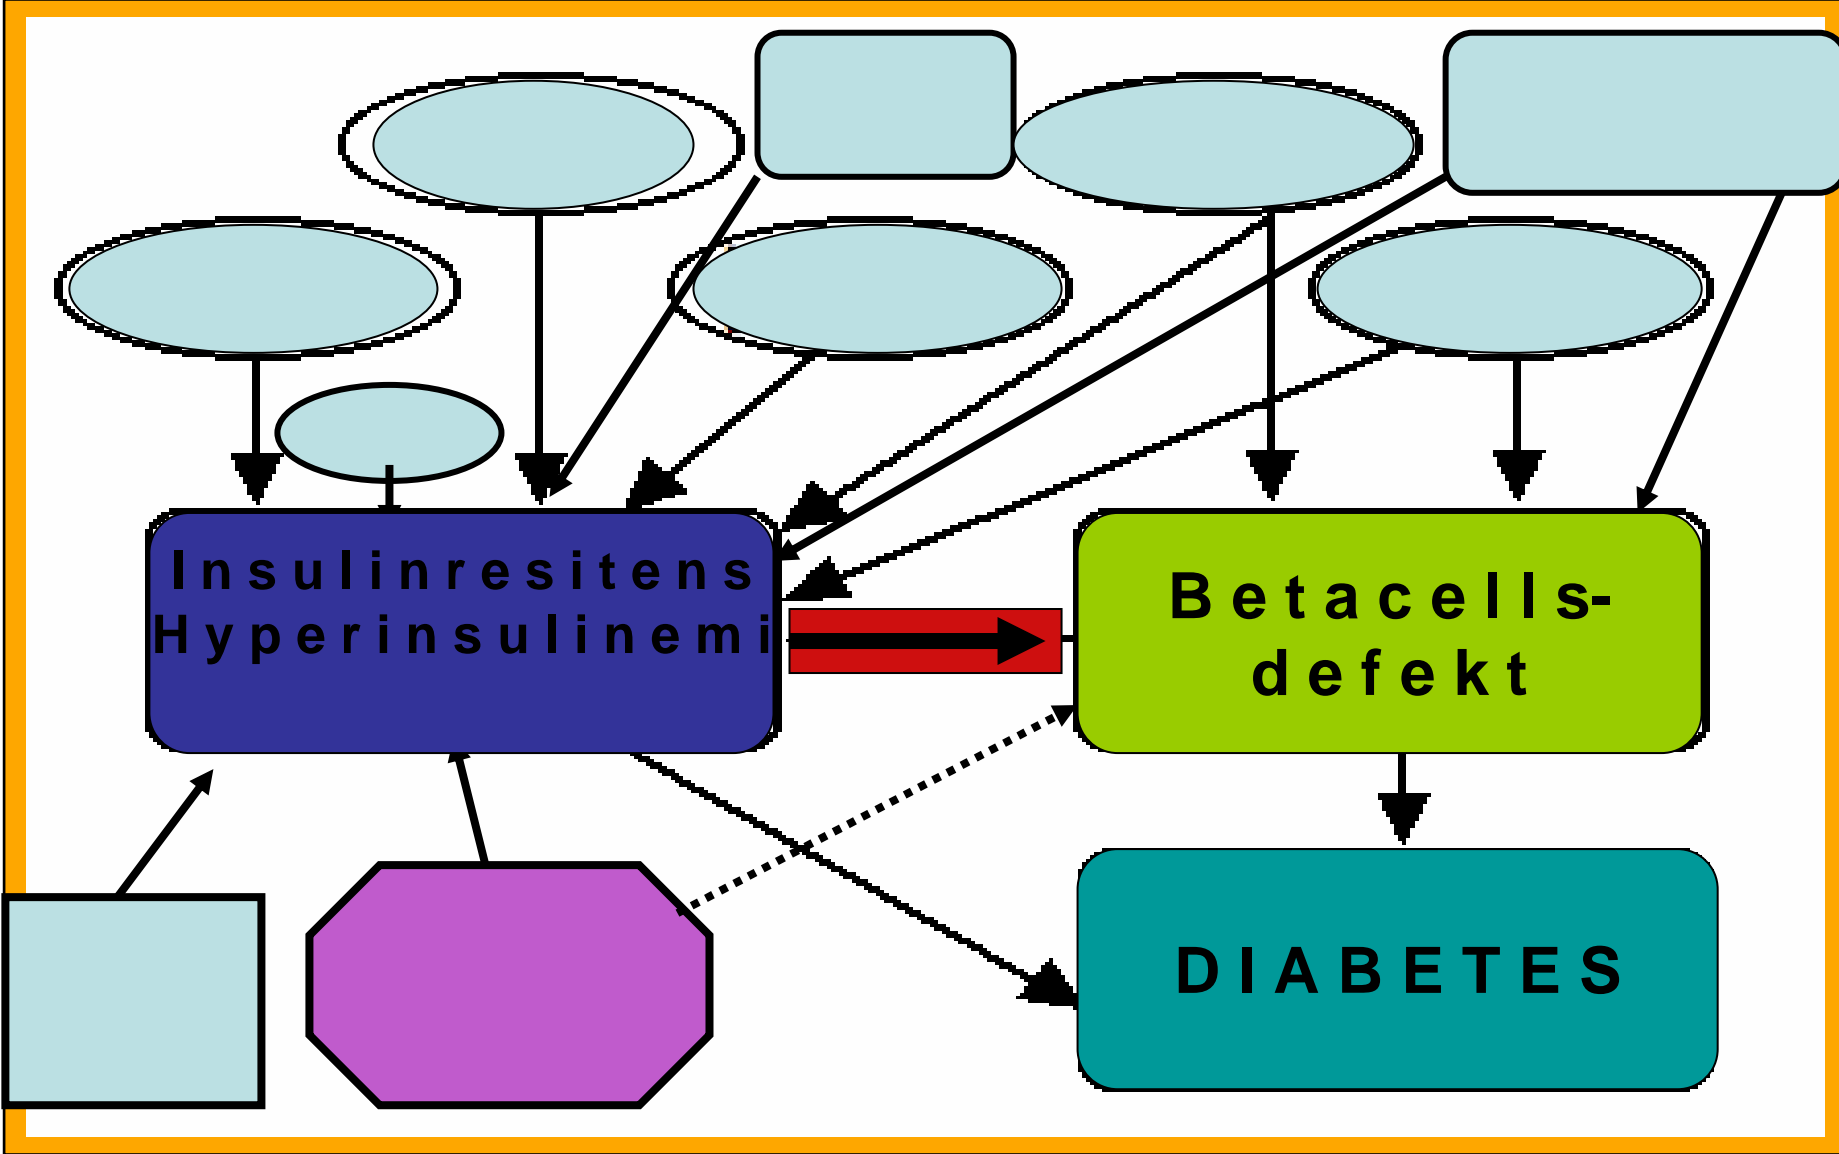 Insulinresitens
Hyperinsulinemi
Betacells-
defekt
DIABETES